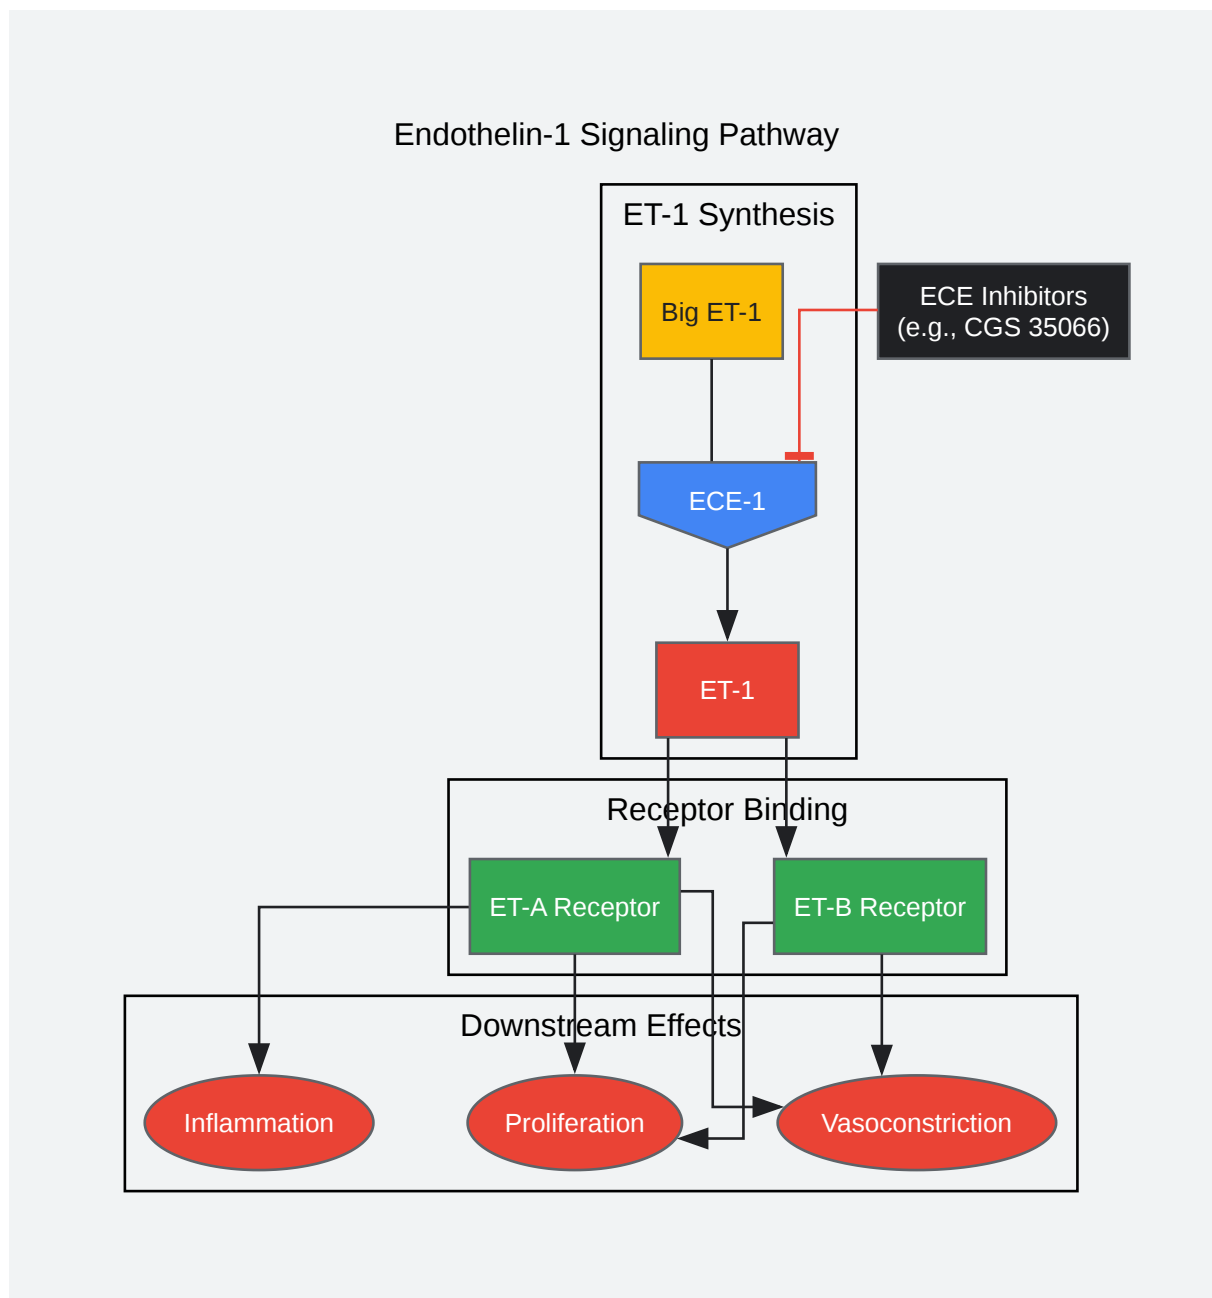 Endothelin-1 Signaling Pathway
ET-1 Synthesis
Big ET-1
ECE Inhibitors
(e.g., CGS 35066)
ECE-1
ET-1
Receptor Binding
ET-A Receptor
ET-B Receptor
Downstream Effects
Inflammation
Proliferation
Vasoconstriction